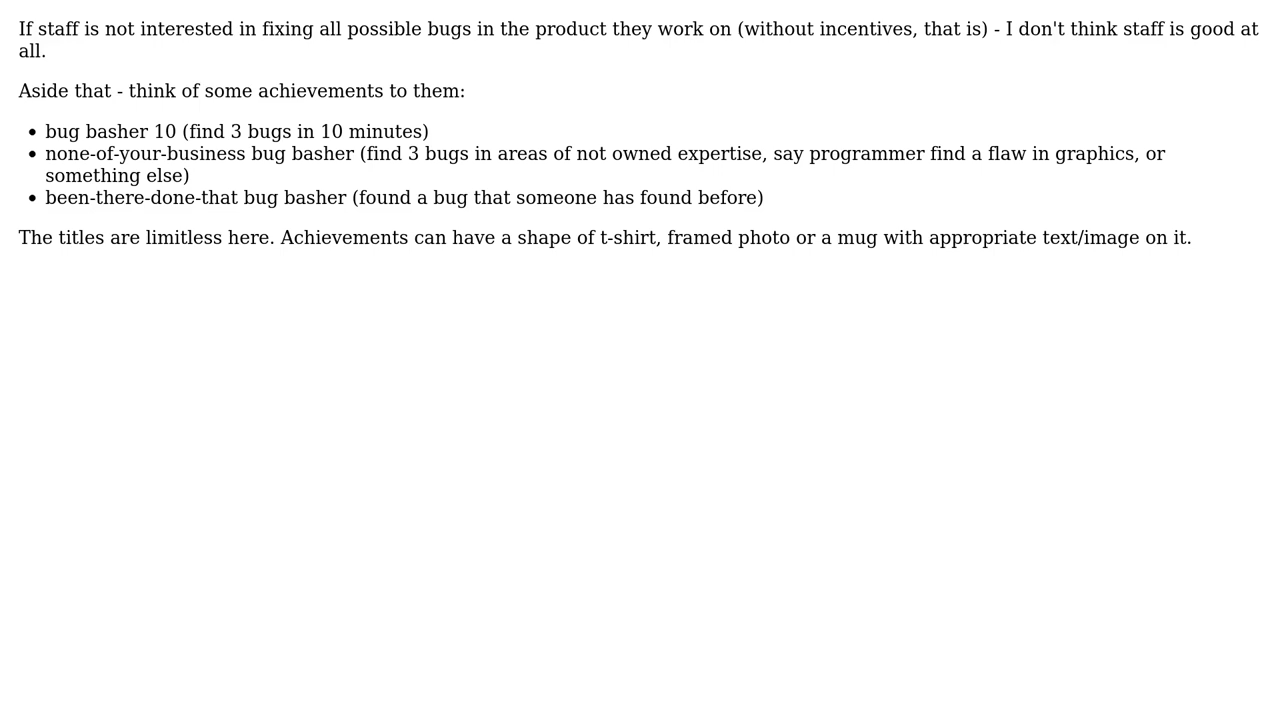 If staff is not interested in fixing all possible bugs in the product they work on (without incentives, that is) - I don't think staff is good at
all.
Aside that - think of some achievements to them:
• bug basher 10 (find 3 bugs in 10 minutes)
• none-of-your-business bug basher (find 3 bugs in areas of not owned expertise, say programmer find a flaw in graphics, or
something else)
• been-there-done-that bug basher (found a bug that someone has found before)
The titles are limitless here. Achievements can have a shape of t-shirt, framed photo or a mug with appropriate text/image on it.